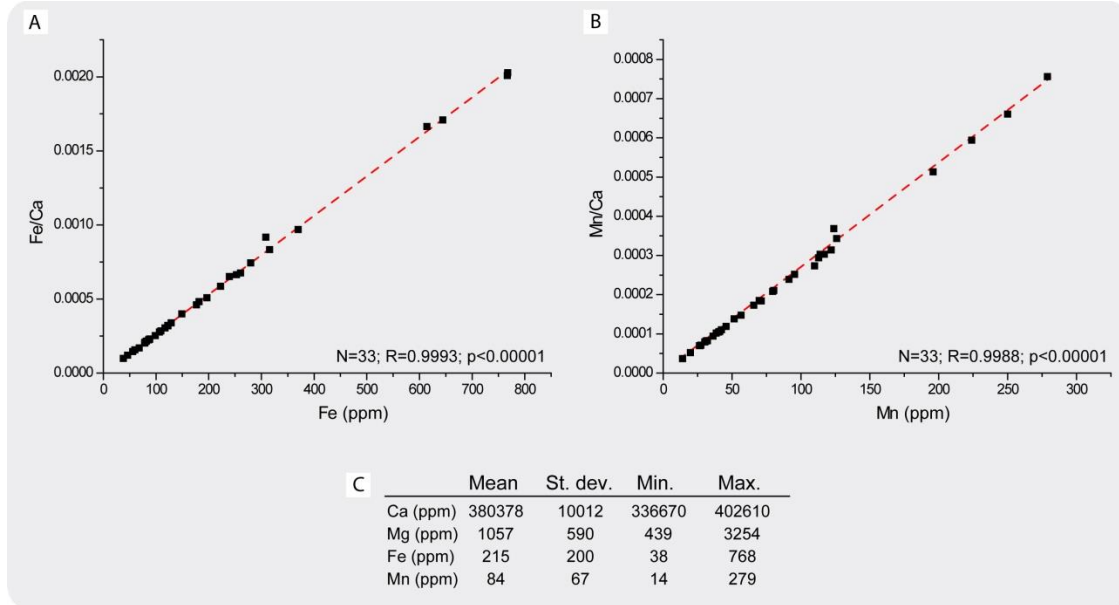 A
0.0020
0.0015
0.0010
0.0005
0.0000
Fe/Ca
0 100 200 300 400 500 600 700 800
Fe (ppm)
N=33; R=0.9993; p<0.00001
B
0.0008
0.0007
0.0006
0.0005
0.0004
0.0003
0.0002
0.0001
0.0000
Mn/Ca
0 50 100 150 200 250 300
Mn (ppm)
N=33; R=0.9988; p<0.00001
C
Mean St. dev. Min. Max.
Ca (ppm) 380378 10012 336670 402610
Mg (ppm) 1057 590 439 3254
Fe (ppm) 215 200 38 768
Mn (ppm) 84 67 14 279